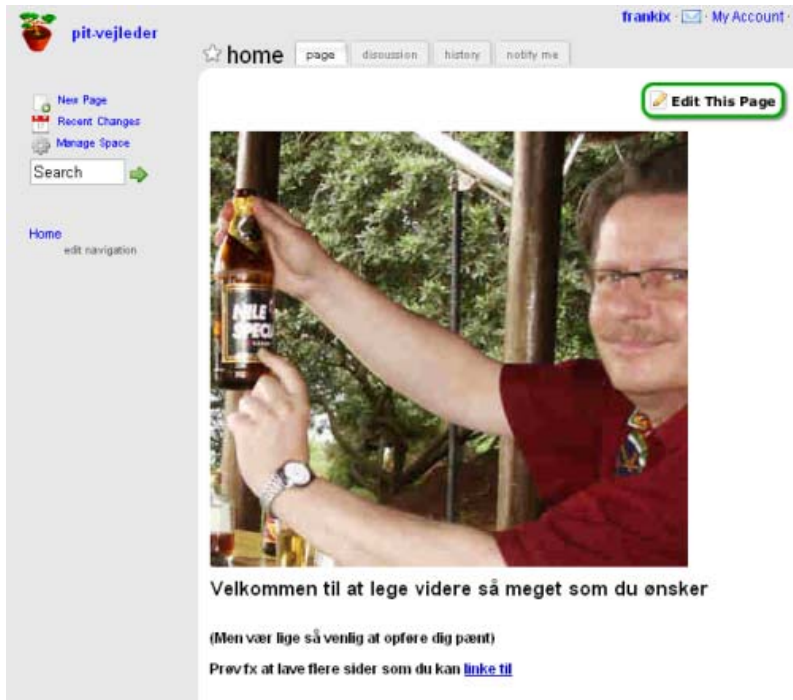 frankix · My Account ·
pit-vejleder
home page discussion history notify me
Edit This Page
New Page
Recent Changes
Manage Space
Search
Home
edit navigation
NILE
SPECI
Velkommen til at lege videre så meget som du ønsker
(Men vær lige så venlig at opføre dig pænt)
Prøv fx at lave flere sider som du kan linke til